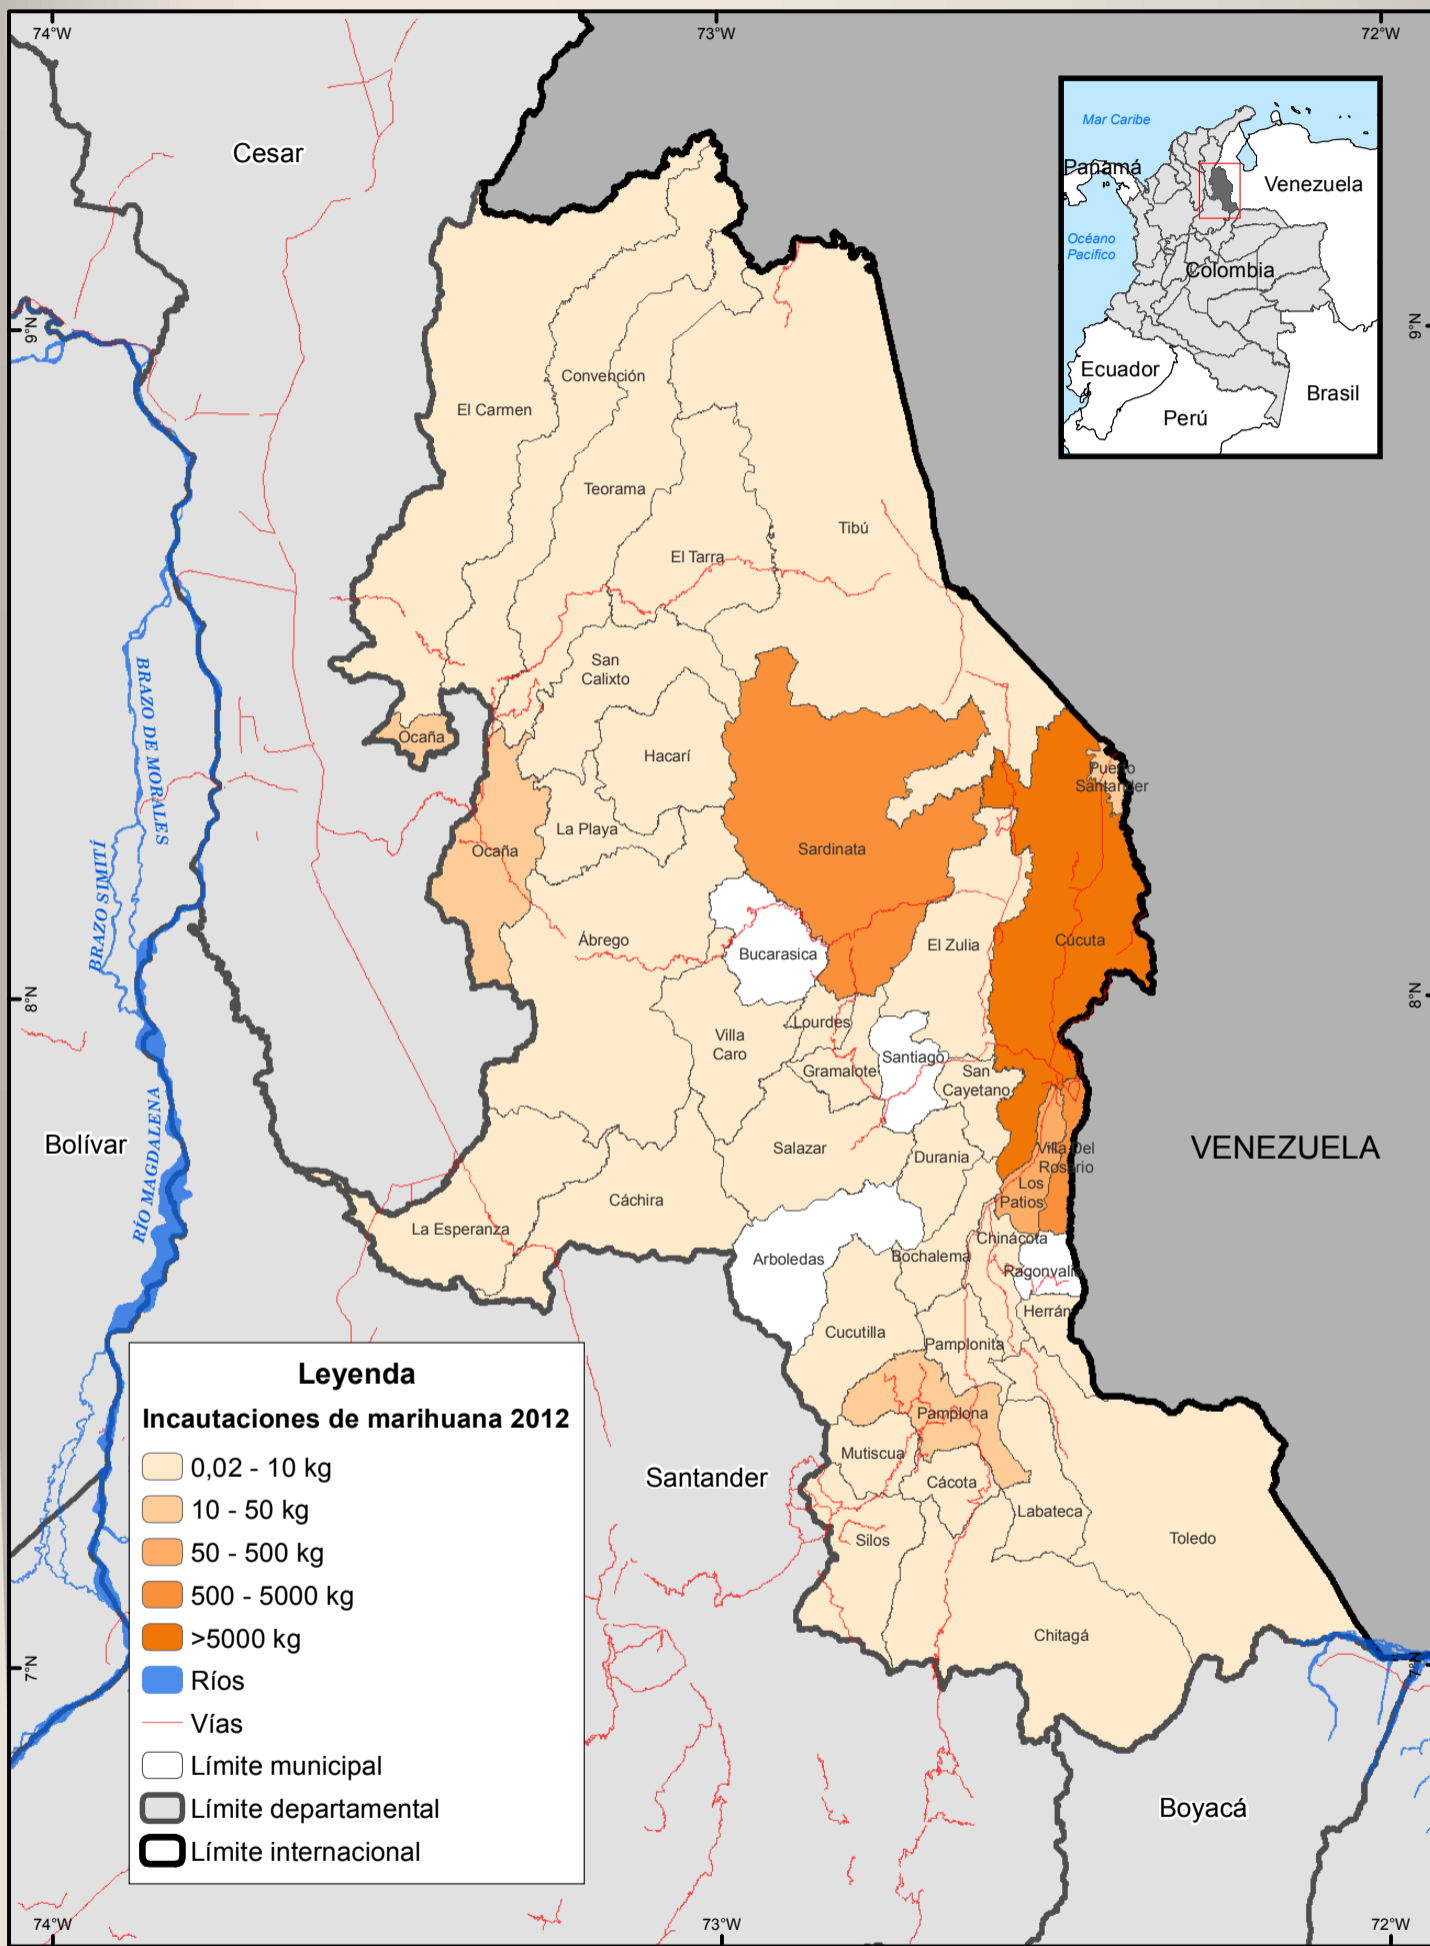 74°W
73°W
72°W
Cesar
Mar Caribe
Panamá
Venezuela
Océano
Pacifico
Colombia
Ecuador
Perú
Brasil
9°N
9°N
Convención
El Carmen
Teorama
Tibú
El Tarra
San
Calixto
BRAZO DE MORALES
Ocaña
Hacarí
Puerto
Santander
La Playa
Ocaña
Sardinata
BRAZO SIMITÍ
Ábrego
Bucarasica
El Zulia
Cúcuta
8°N
8°N
Lourdes
Villa
Caro
Santiago
Gramalote
San
Cayetano
RÍO MAGDALENA
Bolívar
VENEZUELA
Salazar
Durania
Villa Del
Rosario
Los
Patios
Cáchira
La Esperanza
Chinácota
Arboledas
Bochalema
Ragonvalia
Herrán
Cucutilla
Pamplonita
Pamplona
Mutiscua
Santander
Cácota
Labateca
Silos
Toledo
Chitagá
7°N
7°N
Boyacá
Leyenda
Incautaciones de marihuana 2012
0,02 - 10 kg
10 - 50 kg
50 - 500 kg
500 - 5000 kg
>5000 kg
Ríos
Vías
Límite municipal
Límite departamental
Límite internacional
74°W
73°W
72°W